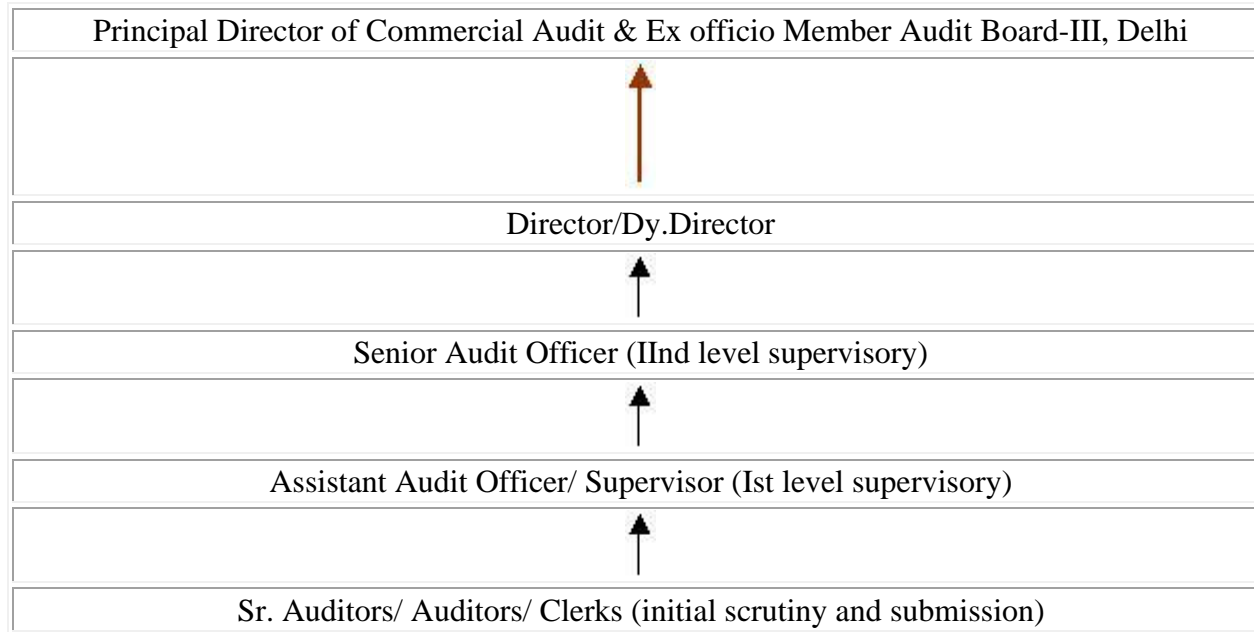 Principal Director of Commercial Audit & Ex officio Member Audit Board-III, Delhi
Director/Dy.Director
Senior Audit Officer (IInd level supervisory)
Assistant Audit Officer/ Supervisor (Ist level supervisory)
Sr. Auditors/ Auditors/ Clerks (initial scrutiny and submission)